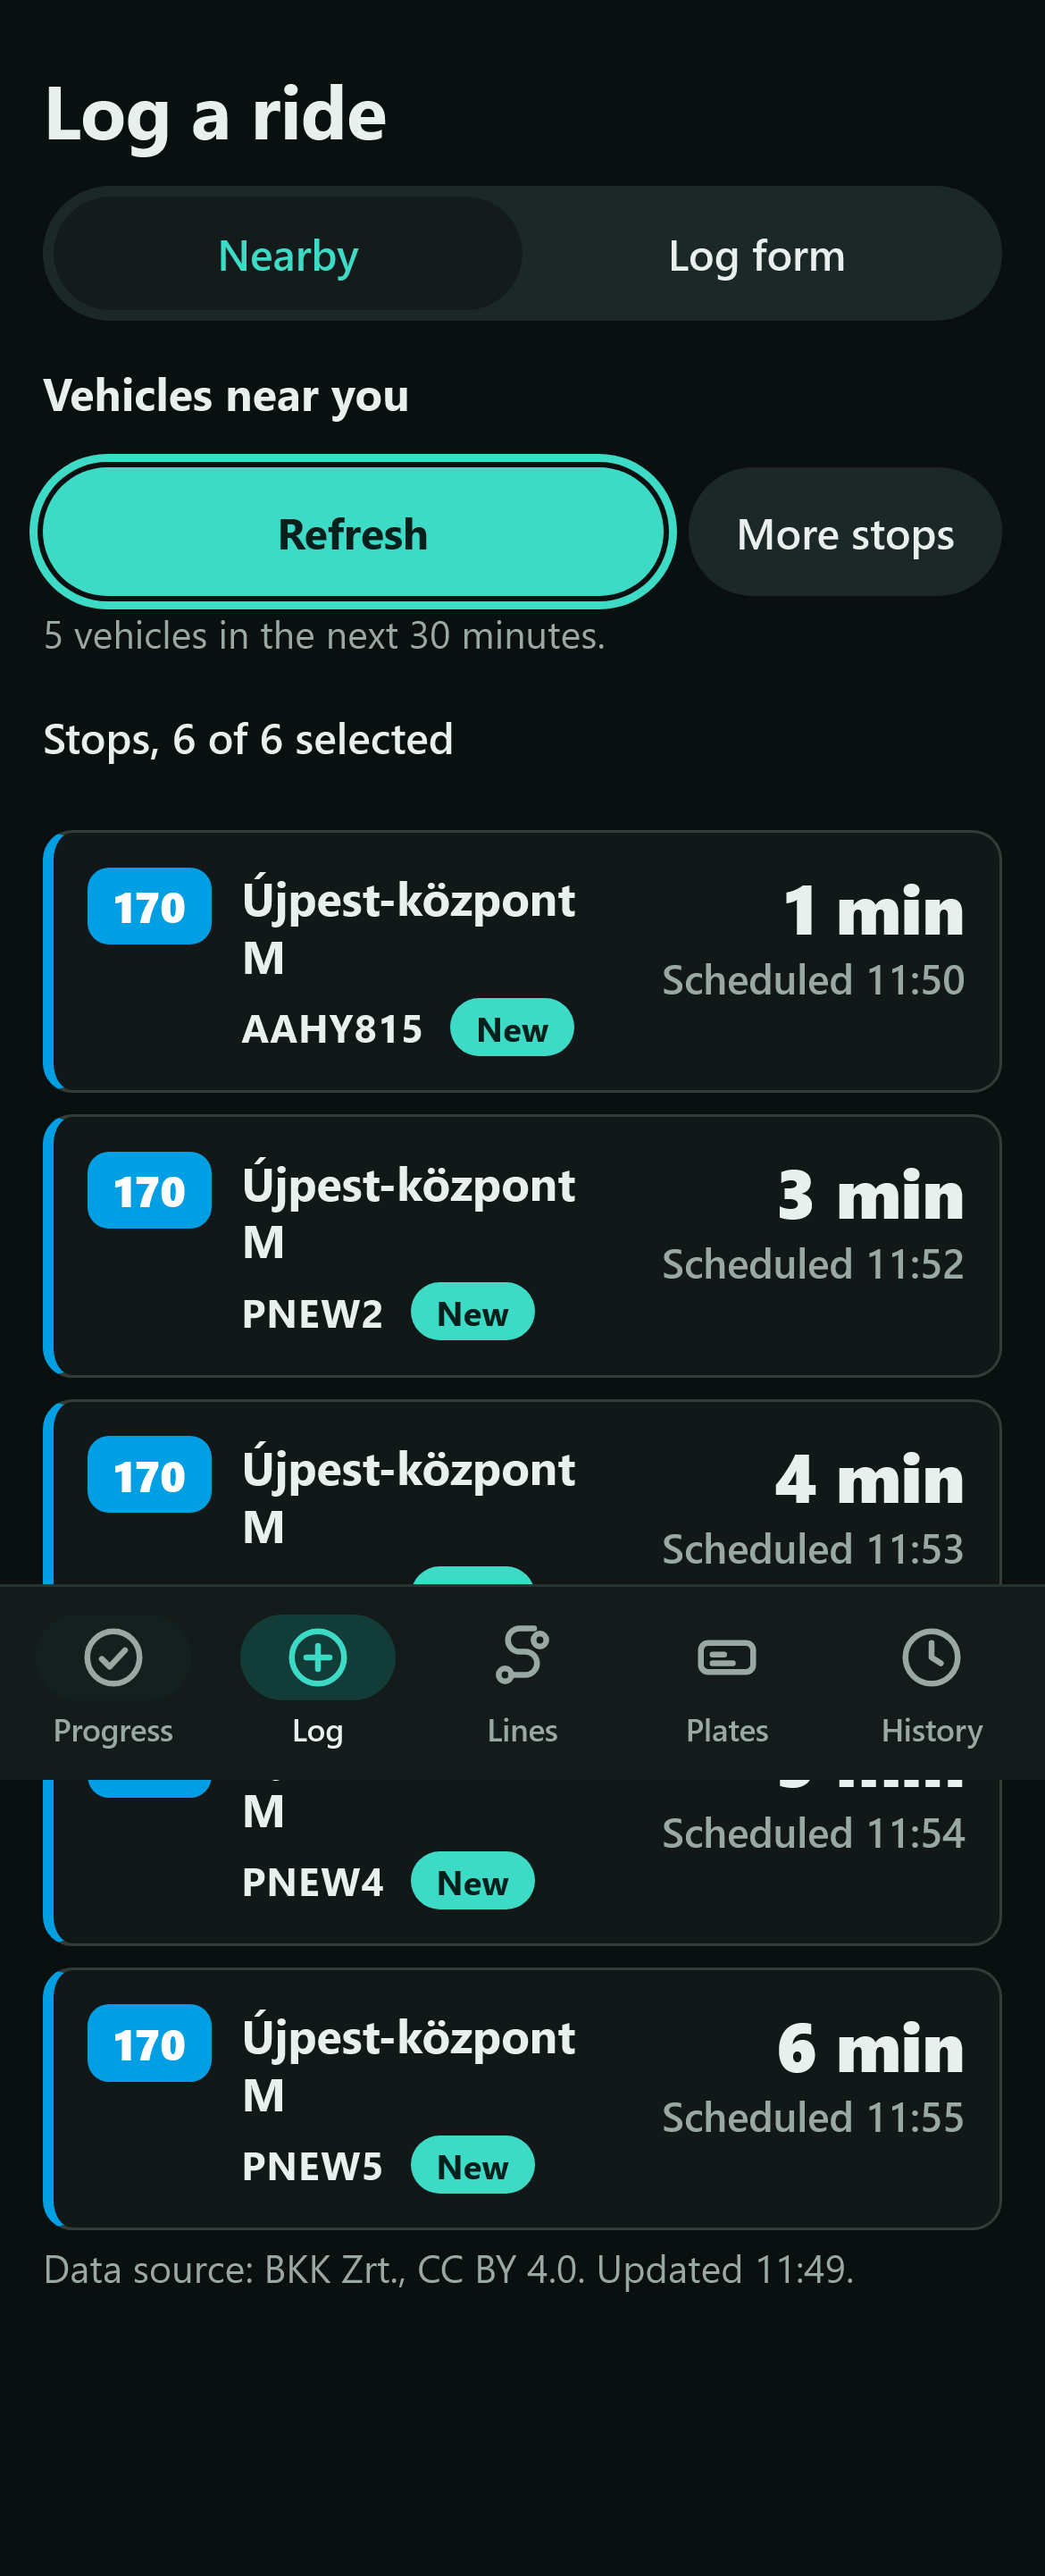 Log a ride
Nearby
Log form
Vehicles near you
Refresh
More stops
5 vehicles in the next 30 minutes.
Stops, 6 of 6 selected
170
Újpest-központ
M
1 min
Scheduled 11:50
AAHY815
New
170
Újpest-központ
M
3 min
Scheduled 11:52
PNEW2
New
170
Újpest-központ
M
4 min
Scheduled 11:53
Progress
Log
Lines
Plates
History
M
Scheduled 11:54
PNEW4
New
170
Újpest-központ
M
6 min
Scheduled 11:55
PNEW5
New
Data source: BKK Zrt., CC BY 4.0. Updated 11:49.